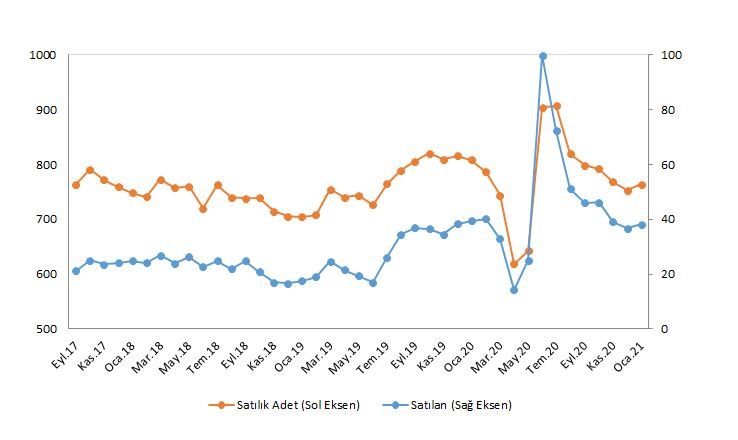 1000
900
800
700
600
500
100
80
60
40
20
0
Eyl.17
Kas.17
Oca.18
Mar.18
May.18
Tem.18
Eyl.18
Kas.18
Oca.19
Mar.19
May.19
Tem.19
Eyl.19
Kas.19
Oca.20
Mar.20
May.20
Tem.20
Eyl.20
Kas.20
Oca.21
Satılık Adet (Sol Eksen)
Satılan (Sağ Eksen)